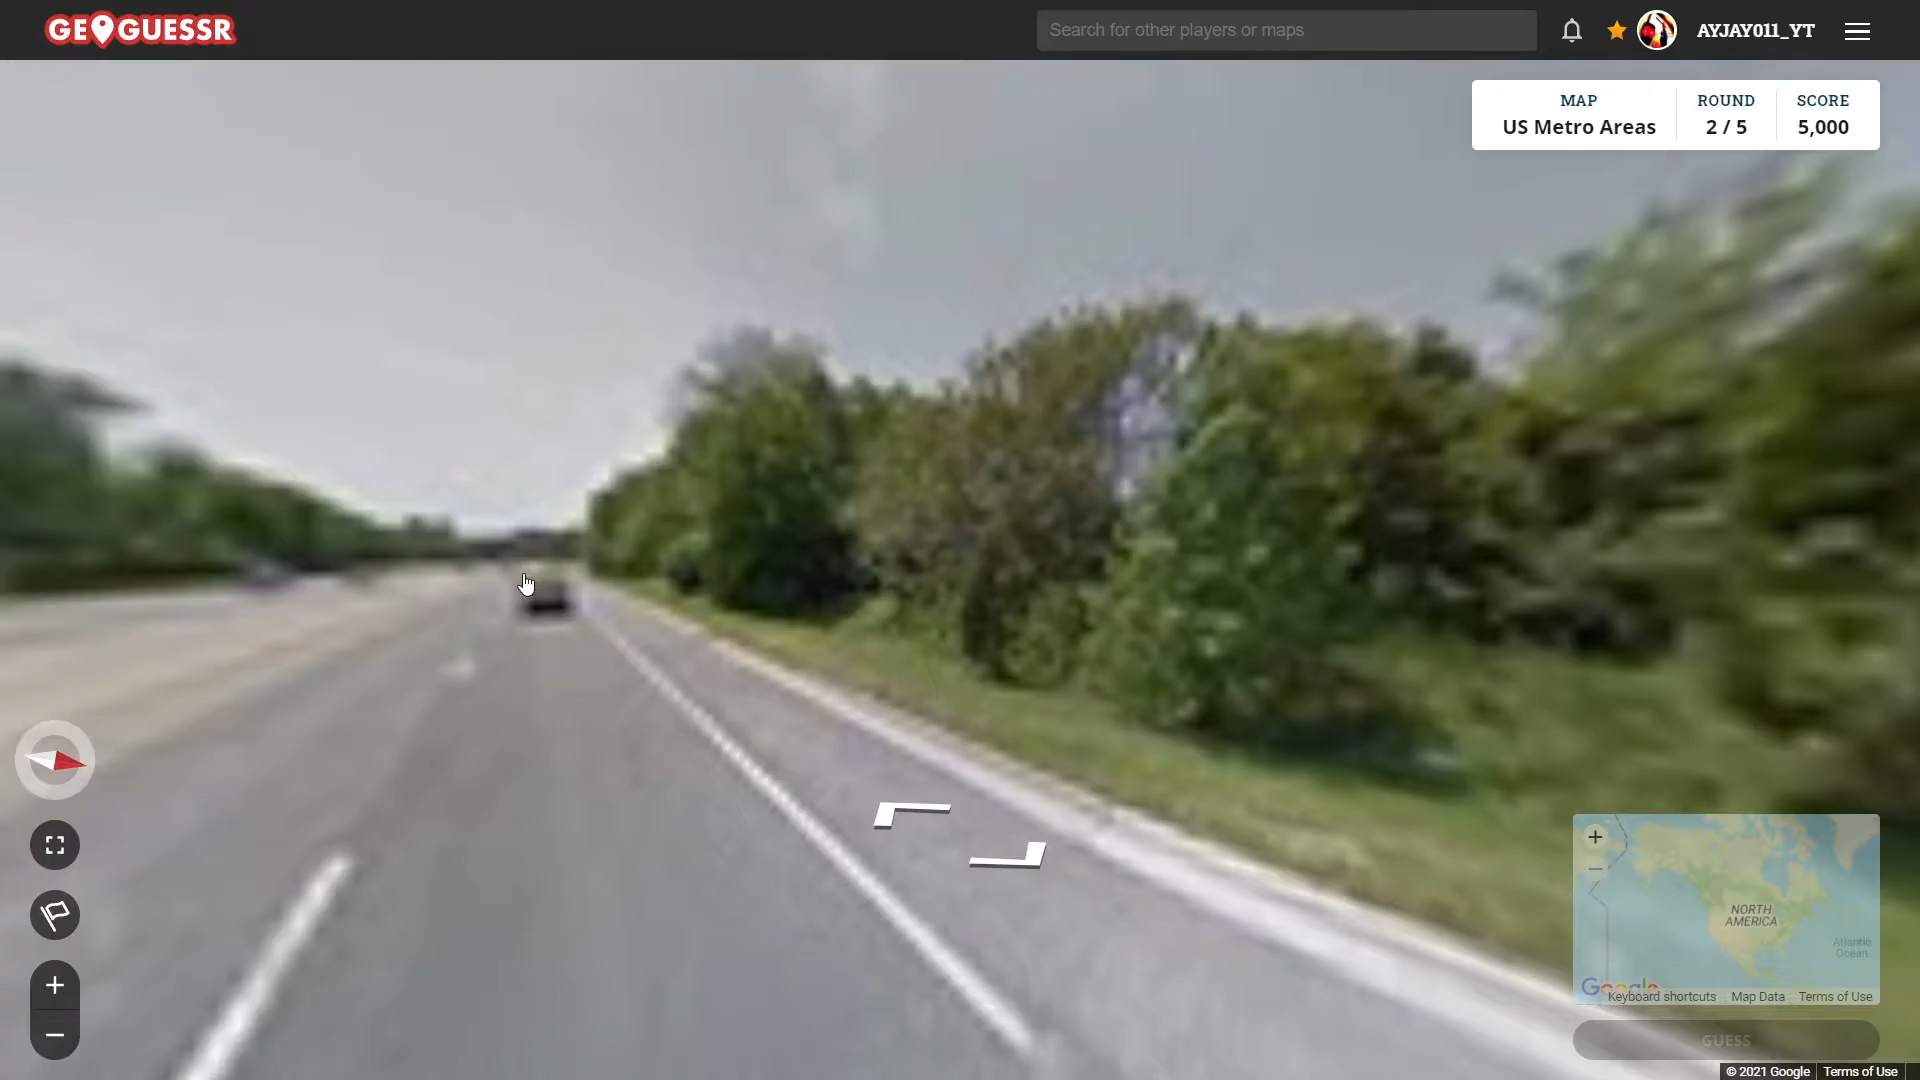 GEOGUESSR
Search for other players or maps
AYJAY011_YT
MAP
US Metro Areas
ROUND
2 / 5
SCORE
5,000
+
−
NORTH
AMERICA
Atlantic
Ocean
Google
Keyboard shortcuts
Map Data
Terms of Use
GUESS
© 2021 Google
Terms of Use